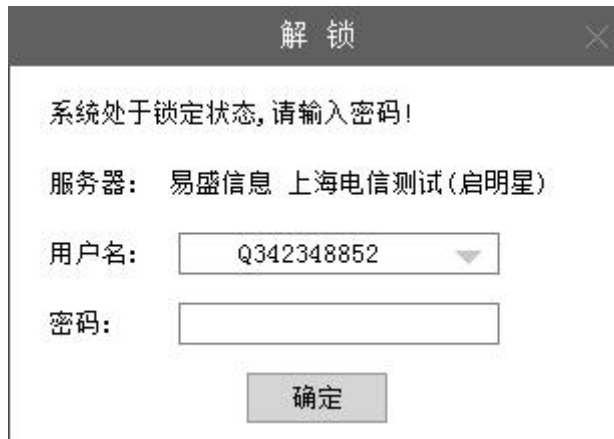 解 锁
系统处于锁定状态,请输入密码!
服务器: 易盛信息 上海电信测试(启明星)
用户名: Q342348852
密码:
确定